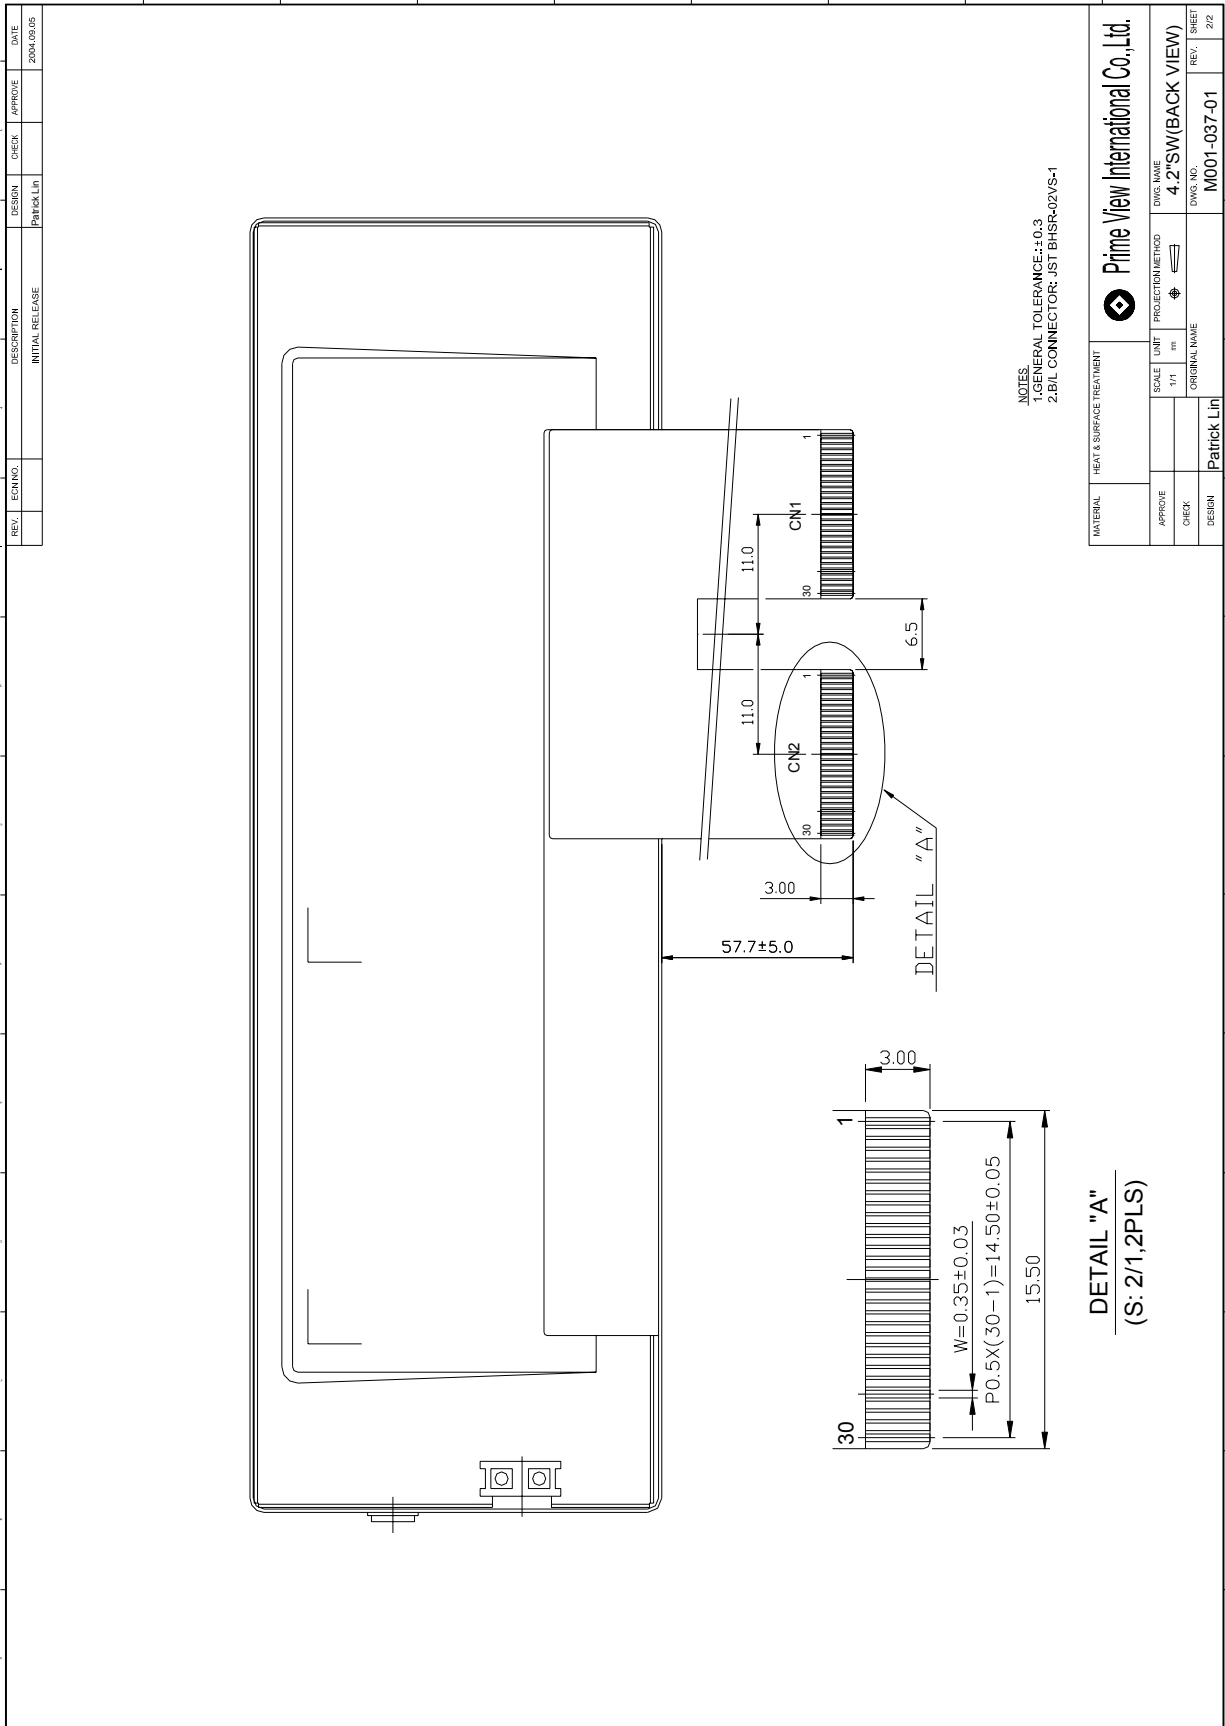 REV.
ECN NO.
DESCRIPTION
DESIGN
CHECK
APPROVE
DATE
INITIAL RELEASE
Patrick Lin
2004.09.05
1
CN1
30
11.0
11.0
6.5
1
CN2
30
3.00
57.7±5.0
DETAIL "A"
NOTES
1.GENERAL TOLERANCE:±0.3
2.B/L CONNECTOR: JST BHSR-02VS-1
3.00
1
30
W=0.35±0.03
P0.5X(30-1)=14.50±0.05
15.50
DETAIL "A"
(S: 2/1,2PLS)
MATERIAL
HEAT & SURFACE TREATMENT
Prime View International Co.,Ltd.
APPROVE
CHECK
DESIGN
Patrick Lin
SCALE
1/1
UNIT
m
PROJECTION METHOD
DWG. NAME
4.2"SW(BACK VIEW)
ORIGINAL NAME
DWG. NO.
M001-037-01
REV.
SHEET
2/2